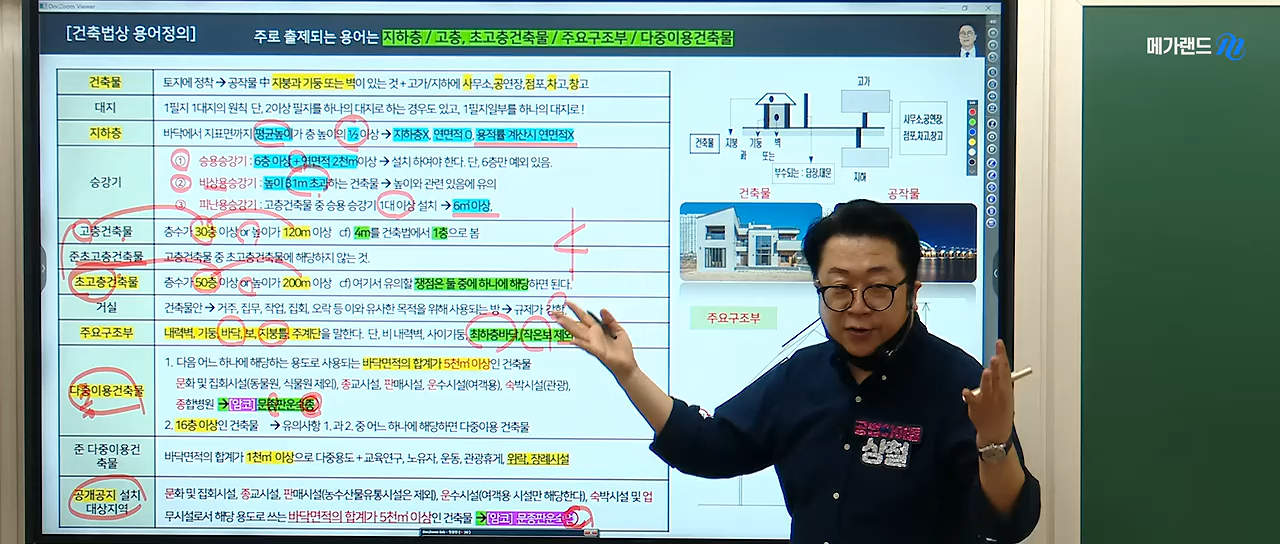 DocZoom Viewer
[건축법상 용어정의]
주로 출제되는 용어는 지하층 / 고층, 초고층건축물 / 주요구조부 / 다중이용건축물
메가랜드
건축물
토지에 정착 → 공작물 中 지붕과 기둥 또는 벽이 있는 것 + 고가/지하에 사무소,공연장,점포,차고,창고
대지
1필지 1대지의 원칙 단, 2이상 필지를 하나의 대지로 하는 경우도 있고, 1필지일부를 하나의 대지로 !
지하층
바닥에서 지표면까지 평균높이가 층 높이의 ½ 이상 → 지하층X, 연면적 O, 용적률 계산시 연면적X
승강기
① 승용승강기 : 6층 이상 + 연면적 2천㎡이상 → 설치 하여야 한다. 단, 6층만 예외 있음.
② 비상용승강기 : 높이 31m 초과하는 건축물 → 높이와 관련 있음에 유의
③ 피난용승강기 : 고층건축물 중 승용 승강기 1대 이상 설치 → 6㎡이상,
고층건축물
층수가 30층 이상 or 높이가 120m 이상 cf) 4m를 건축법에서 1층으로 봄
준초고층건축물
고층건축물 중 초고층건축물에 해당하지 않는 것.
초고층건축물
층수가 50층 이상 or 높이가 200m 이상 cf) 여기서 유의할 쟁점은 둘 중에 하나에 해당하면 된다.
거실
건축물안 → 거주, 집무, 작업, 집회, 오락 등 이와 유사한 목적을 위해 사용되는 방 → 규제가 강함.
주요구조부
내력벽, 기둥, 바닥, 보, 지붕틀, 주계단을 말한다. 단, 비 내력벽, 사이기둥, 최하층바닥,(작은보 제외
다중이용건축물
1. 다음 어느 하나에 해당하는 용도로 사용되는 바닥면적의 합계가 5천㎡ 이상인 건축물
문화 및 집회시설(동물원, 식물원 제외), 종교시설, 판매시설, 운수시설(여객용), 숙박시설(관광),
종합병원 → [암코] 문종판운숙종
2. 16층 이상인 건축물 → 유의사항 1. 과 2. 중 어느 하나에 해당하면 다중이용 건축물
준 다중이용건
축물
바닥면적의 합계가 1천㎡ 이상으로 다중용도 + 교육연구, 노유자, 운동, 관광휴게, 위락, 장례시설
공개공지 설치
대상지역
문화 및 집회시설, 종교시설, 판매시설(농수산물유통시설은 제외), 운수시설(여객용 시설만 해당한다), 숙박시설 및 업
무시설로서 해당 용도로 쓰는 바닥면적의 합계가 5천㎡ 이상인 건축물 → [암코] 문종판운숙
고가
사무소,공연장,
점포,차고,창고
건축물
지붕
기둥
벽
과
또는
부수되는 : 담장,대문
지하
건축물
공작물
주요구조부
상철